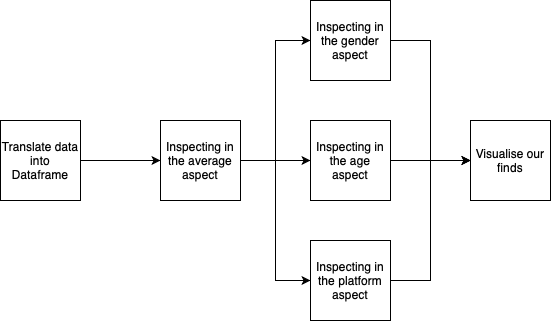 Translate data
into
Dataframe
Inspecting in
the average
aspect
Inspecting in
the gender
aspect
Inspecting in
the age
aspect
Inspecting in
the platform
aspect
Visualise our
finds